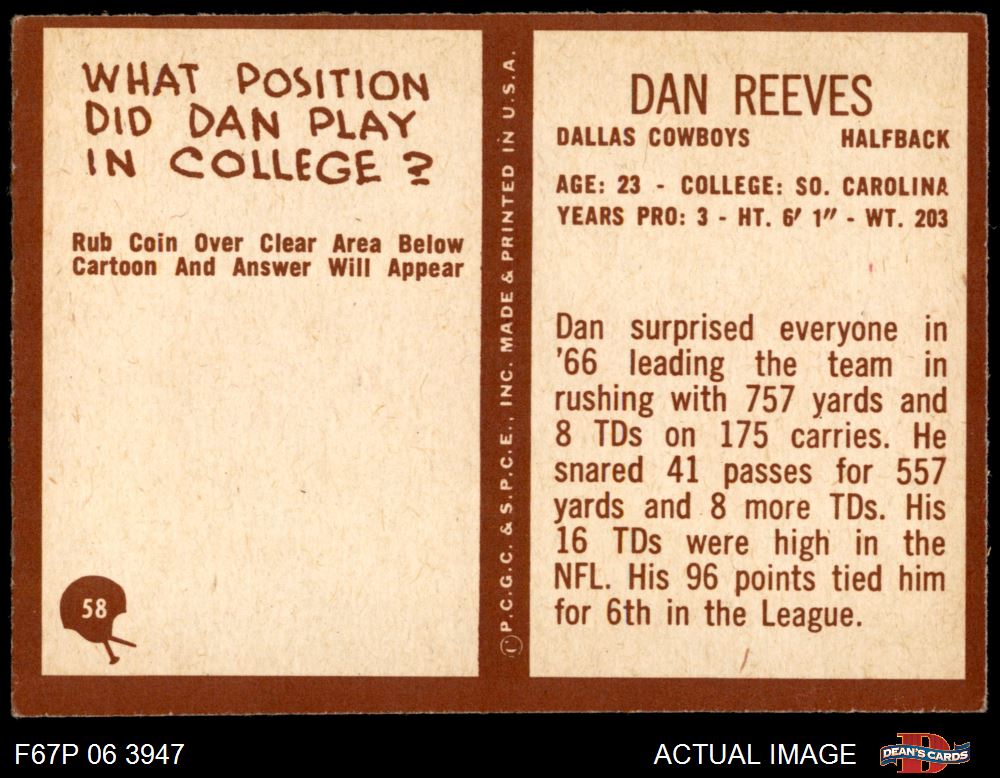 WHAT POSITION
DID DAN PLAY
IN COLLEGE ?
Rub Coin Over Clear Area Below
Cartoon And Answer Will Appear
58
© P.C.G.C. & S.P.C.E., INC. MADE & PRINTED IN U.S.A.
DAN REEVES
DALLAS COWBOYS HALFBACK
AGE: 23 - COLLEGE: SO. CAROLINA
YEARS PRO: 3 - HT. 6′ 1″ - WT. 203
Dan surprised everyone in
'66 leading the team in
rushing with 757 yards and
8 TDs on 175 carries. He
snared 41 passes for 557
yards and 8 more TDs. His
16 TDs were high in the
NFL. His 96 points tied him
for 6th in the League.
F67P 06 3947
ACTUAL IMAGE
D
DEAN'S CARDS